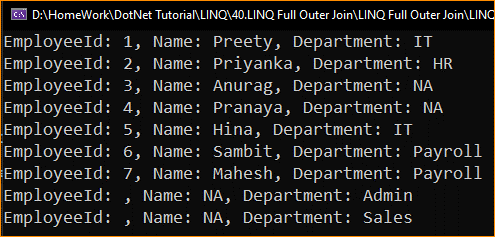 D:\HomeWork\DotNet Tutorial\LINQ\40.LINQ Full Outer Join\LINQ Full Outer Join\LINQ
EmployeeId: 1, Name: Preety, Department: IT
EmployeeId: 2, Name: Priyanka, Department: HR
EmployeeId: 3, Name: Anurag, Department: NA
EmployeeId: 4, Name: Pranaya, Department: NA
EmployeeId: 5, Name: Hina, Department: IT
EmployeeId: 6, Name: Sambit, Department: Payroll
EmployeeId: 7, Name: Mahesh, Department: Payroll
EmployeeId: , Name: NA, Department: Admin
EmployeeId: , Name: NA, Department: Sales